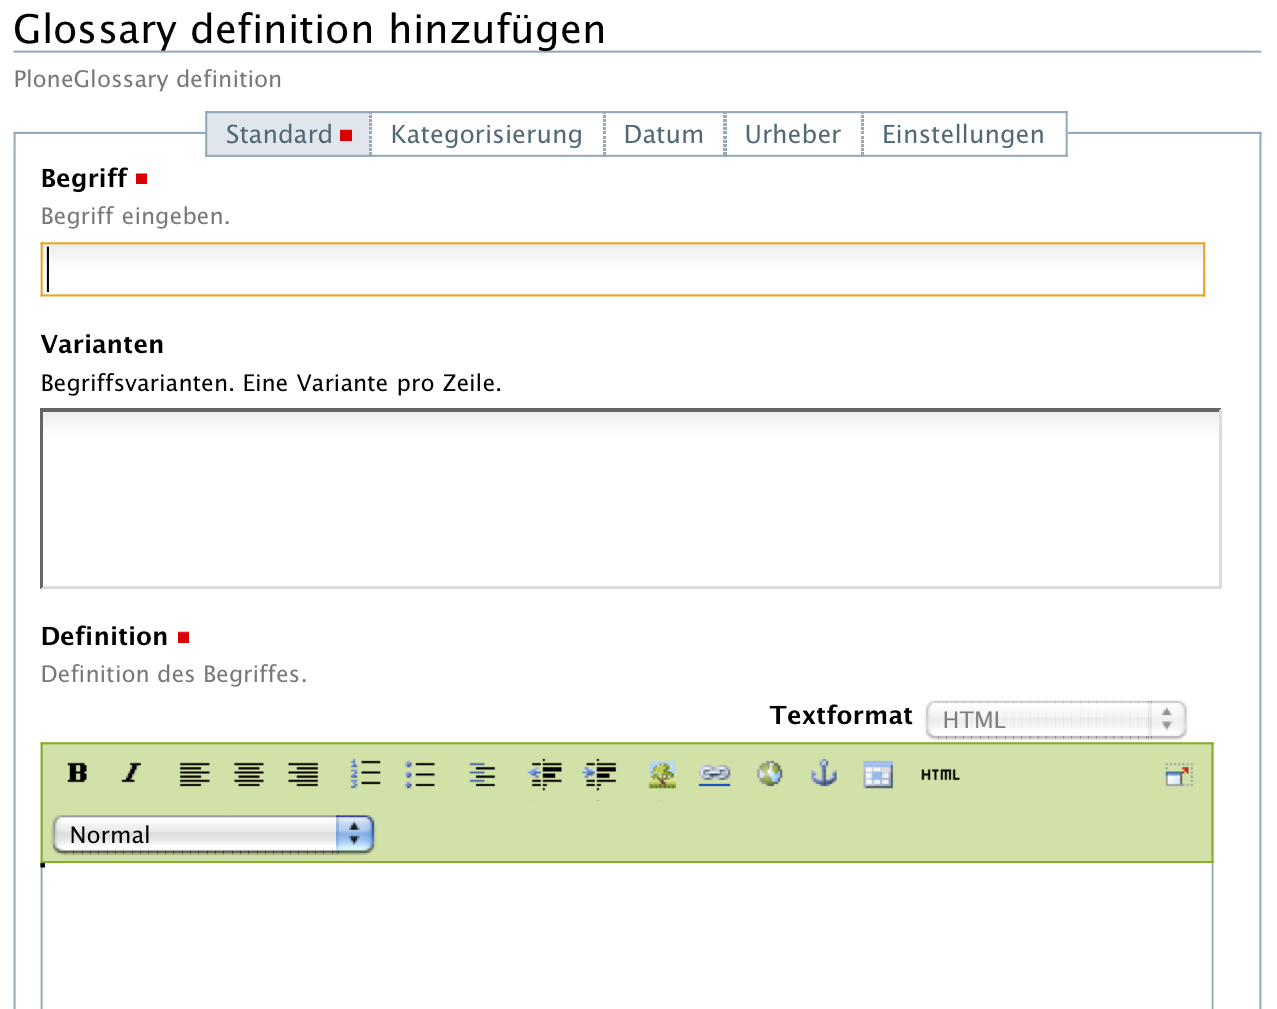 Glossary definition hinzufügen
PloneGlossary definition
Standard Kategorisierung Datum Urheber Einstellungen
Begriff
Begriff eingeben.
Varianten
Begriffsvarianten. Eine Variante pro Zeile.
Definition
Definition des Begriffes.
Textformat HTML
B I HTML
Normal